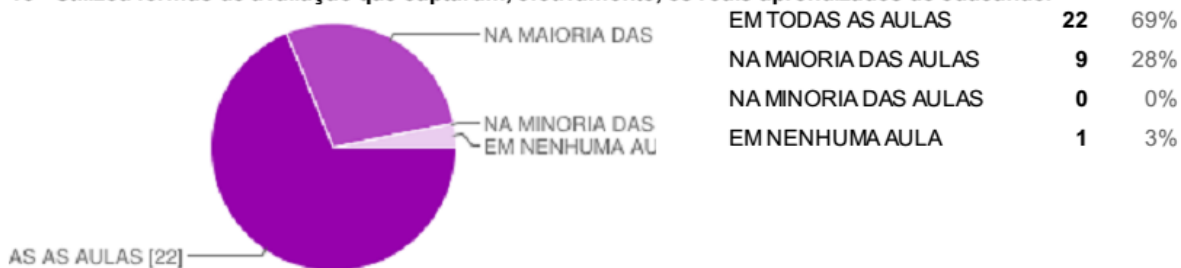 NA MAIORIA DAS
NA MINORIA DAS
EM NENHUMA AU
AS AS AULAS [22]
EM TODAS AS AULAS 22 69%
NA MAIORIA DAS AULAS 9 28%
NA MINORIA DAS AULAS 0 0%
EM NENHUMA AULA 1 3%